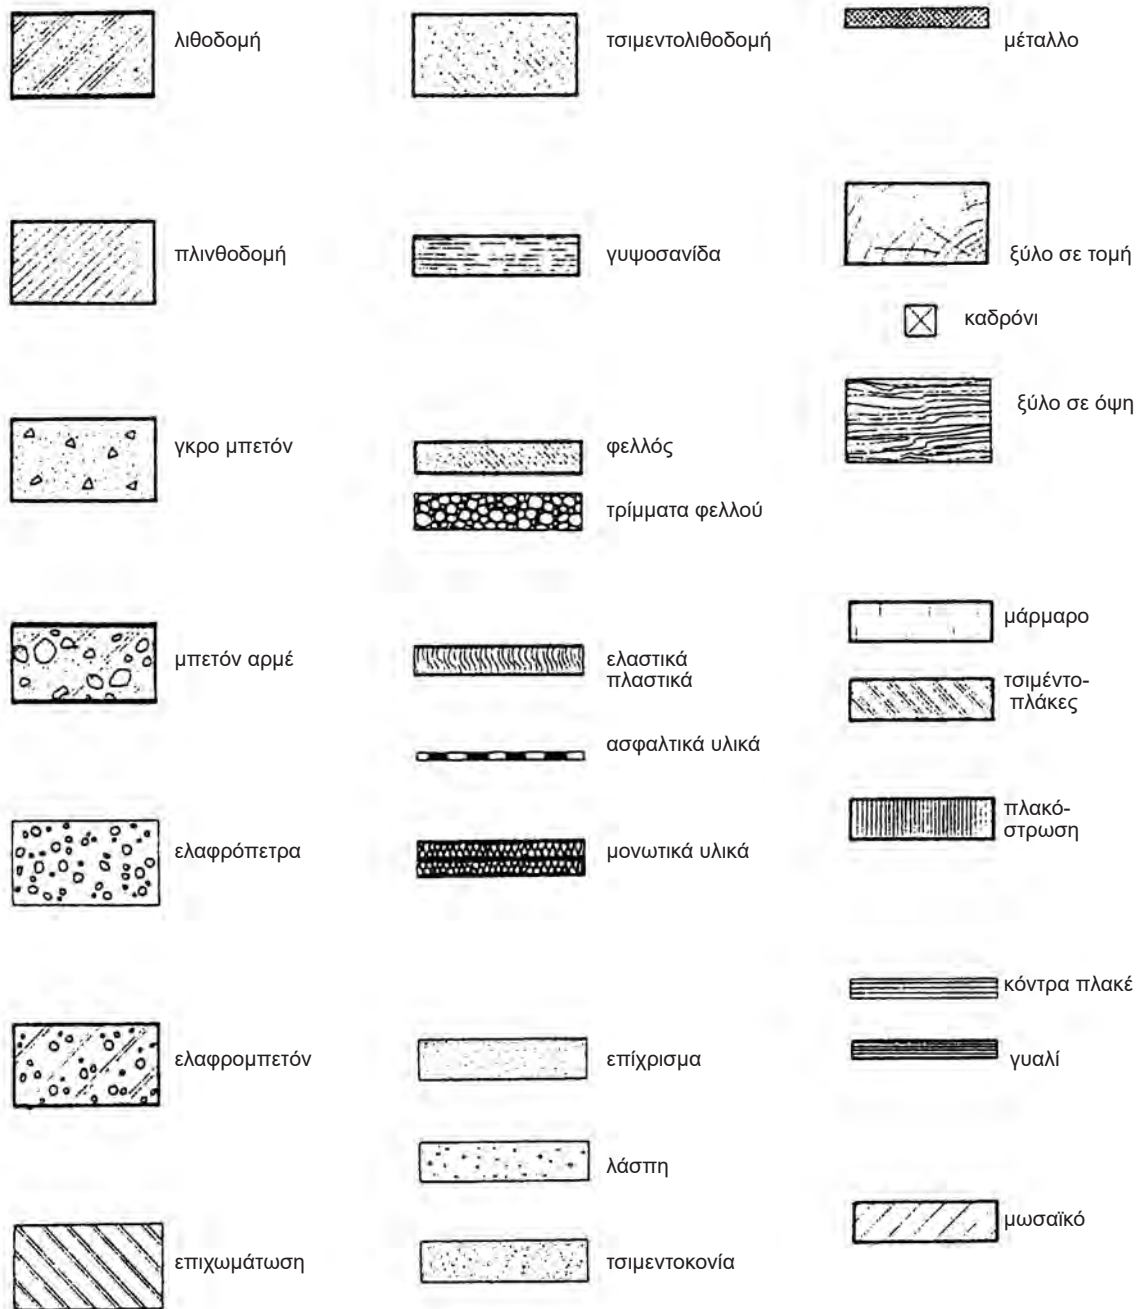 λιθοδομή
τσιμεντολιθοδομή
μέταλλο
πλινθοδομή
γυψοσανίδα
ξύλο σε τομή
καδρόνι
ξύλο σε όψη
γκρο μπετόν
φελλός
τρίμματα φελλού
μπετόν αρμέ
ελαστικά
πλαστικά
μάρμαρο
τσιμέντο-
πλάκες
ασφαλτικά υλικά
πλακό-
στρωση
ελαφρόπετρα
μονωτικά υλικά
κόντρα πλακέ
ελαφρομπετόν
επίχρισμα
γυαλί
λάσπη
μωσαϊκό
επιχωμάτωση
τσιμεντοκονία